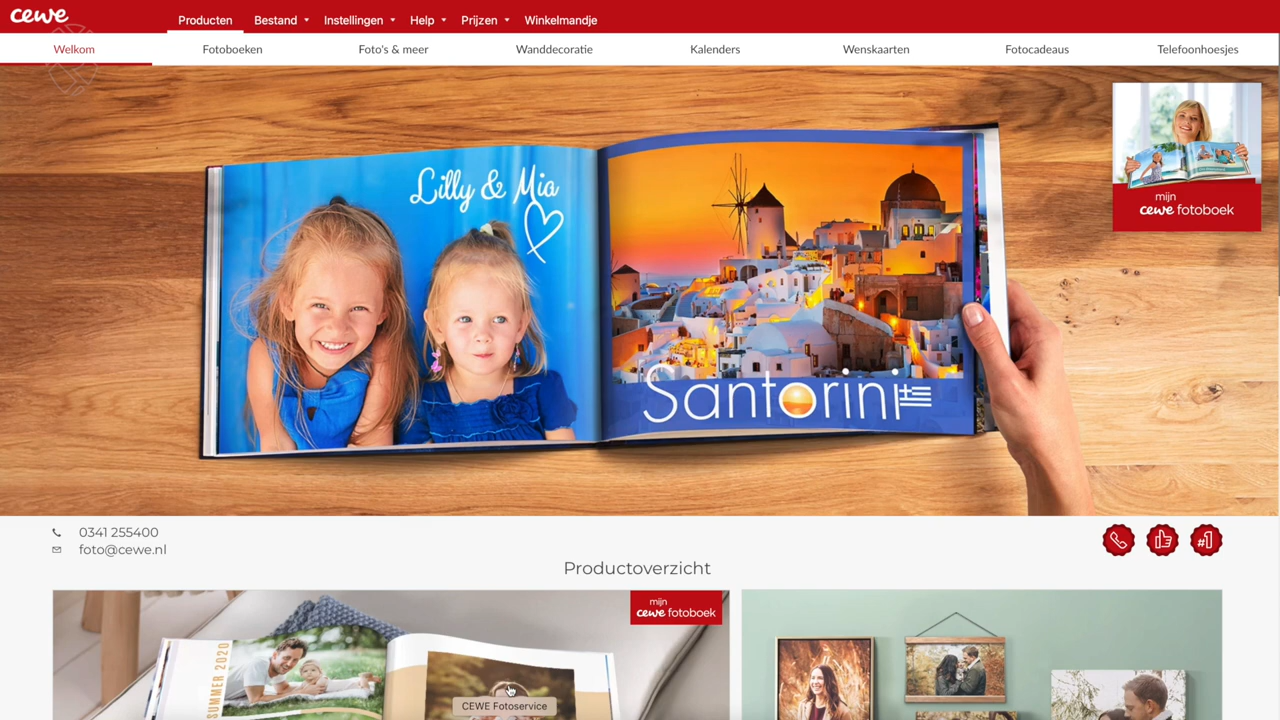 cewe
Producten Bestand Instellingen Help Prijzen Winkelmandje
Welkom Fotoboeken Foto's & meer Wanddecoratie Kalenders Wenskaarten Fotocadeaus Telefoonhoesjes
Lilly & Mia
Santorini
mijn
cewe fotoboek
0341 255400
foto@cewe.nl
#1
Productoverzicht
mijn
cewe fotoboek
SUMMER 2020
CEWE Fotoservice